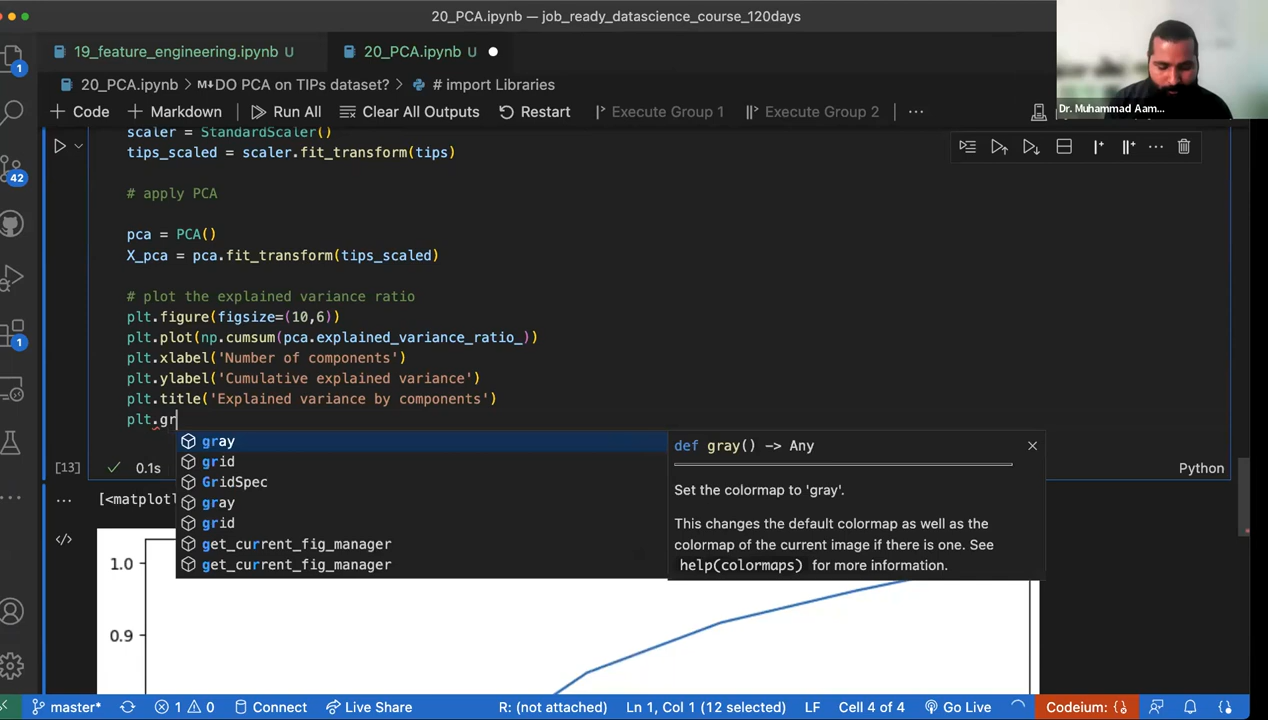 20_PCA.ipynb — job_ready_datascience_course_120days
19_feature_engineering.ipynb U
20_PCA.ipynb U
20_PCA.ipynb > M↓DO PCA on TIPs dataset? > # import Libraries
+ Code + Markdown Run All Clear All Outputs Restart Execute Group 1 Execute Group 2 ...
Dr. Muhammad Aam...
scaler = StandardScaler()
tips_scaled = scaler.fit_transform(tips)
# apply PCA
pca = PCA()
X_pca = pca.fit_transform(tips_scaled)
# plot the explained variance ratio
plt.figure(figsize=(10,6))
plt.plot(np.cumsum(pca.explained_variance_ratio_))
plt.xlabel('Number of components')
plt.ylabel('Cumulative explained variance')
plt.title('Explained variance by components')
plt.gr
gray
grid
GridSpec
gray
grid
get_current_fig_manager
get_current_fig_manager
def gray() -> Any
Set the colormap to 'gray'.
This changes the default colormap as well as the
colormap of the current image if there is one. See
help(colormaps) for more information.
[13] 0.1s
Python
[<matplotl
1.0
0.9
1
42
1
master* 1 0 Connect Live Share R: (not attached) Ln 1, Col 1 (12 selected) LF Cell 4 of 4 Go Live Codeium: {}